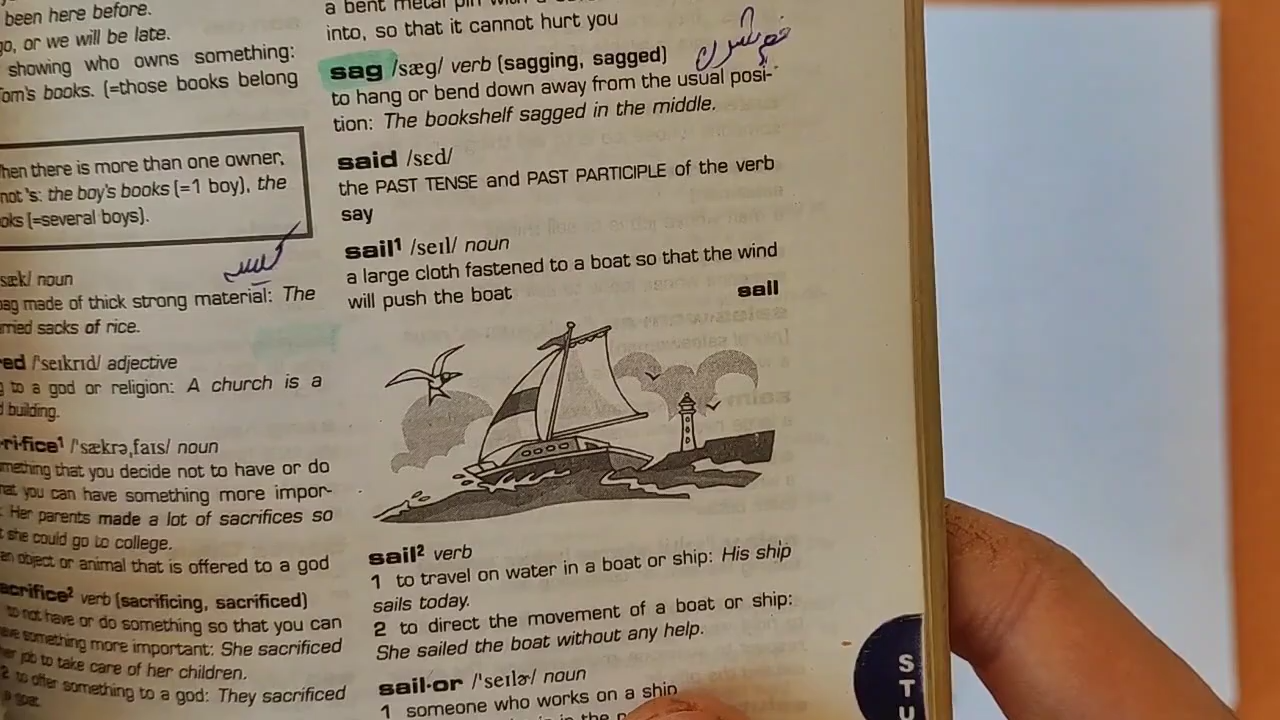 been here before.
go, or we will be late.
showing who owns something:
Tom's books. (=those books belong
hen there is more than one owner,
not 's: the boy's books (=1 boy), the
oks (=several boys).
کیسه
sæk/ noun
bag made of thick strong material: The
rried sacks of rice.
red /ˈseɪkrɪd/ adjective
g to a god or religion: A church is a
d building.
ri·fice¹ /ˈsækrəˌfaɪs/ noun
mething that you decide not to have or do
hat you can have something more impor-
: Her parents made a lot of sacrifices so
t she could go to college.
an object or animal that is offered to a god
acrifice² verb (sacrificing, sacrificed)
to not have or do something so that you can
ave something more important: She sacrificed
her job to take care of her children.
2 to offer something to a god: They sacrificed
a bent metal pin with a
into, so that it cannot hurt you
sag /sæg/ verb (sagging, sagged)
خم شدن
to hang or bend down away from the usual posi-
tion: The bookshelf sagged in the middle.
said /sɛd/
the PAST TENSE and PAST PARTICIPLE of the verb
say
sail¹ /seɪl/ noun
a large cloth fastened to a boat so that the wind
will push the boat
sail
sail² verb
1 to travel on water in a boat or ship: His ship
sails today.
2 to direct the movement of a boat or ship:
She sailed the boat without any help.
sail·or /ˈseɪlɚ/ noun
1 someone who works on a ship
S
T
U